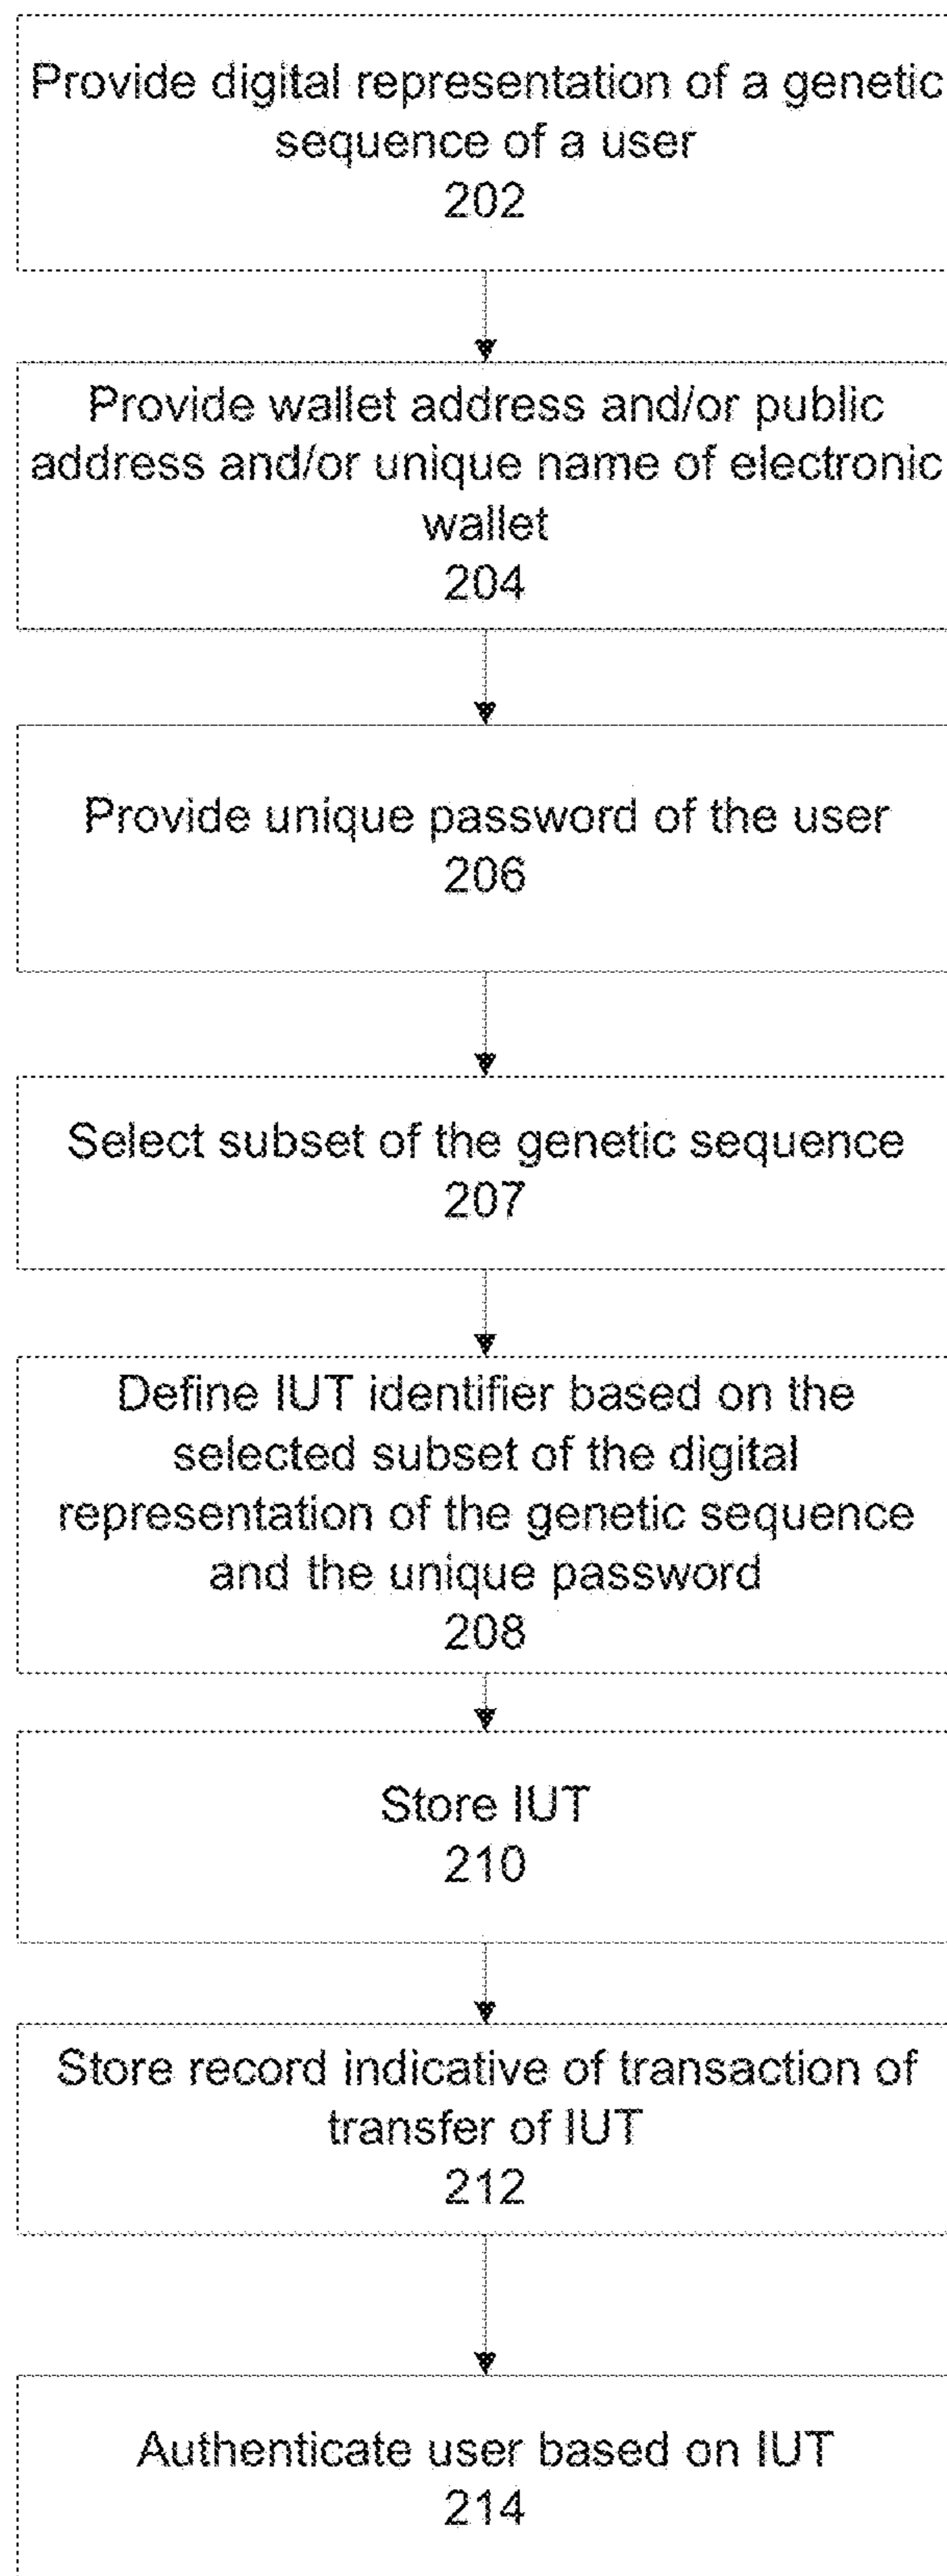 Provide digital representation of a genetic
sequence of a user
202
Provide wallet address and/or public
address and/or unique name of electronic
wallet
204
Provide unique password of the user
206
Select subset of the genetic sequence
207
Define IUT identifier based on the
selected subset of the digital
representation of the genetic sequence
and the unique password
208
Store IUT
210
Store record indicative of transaction of
transfer of IUT
212
Authenticate user based on IUT
214